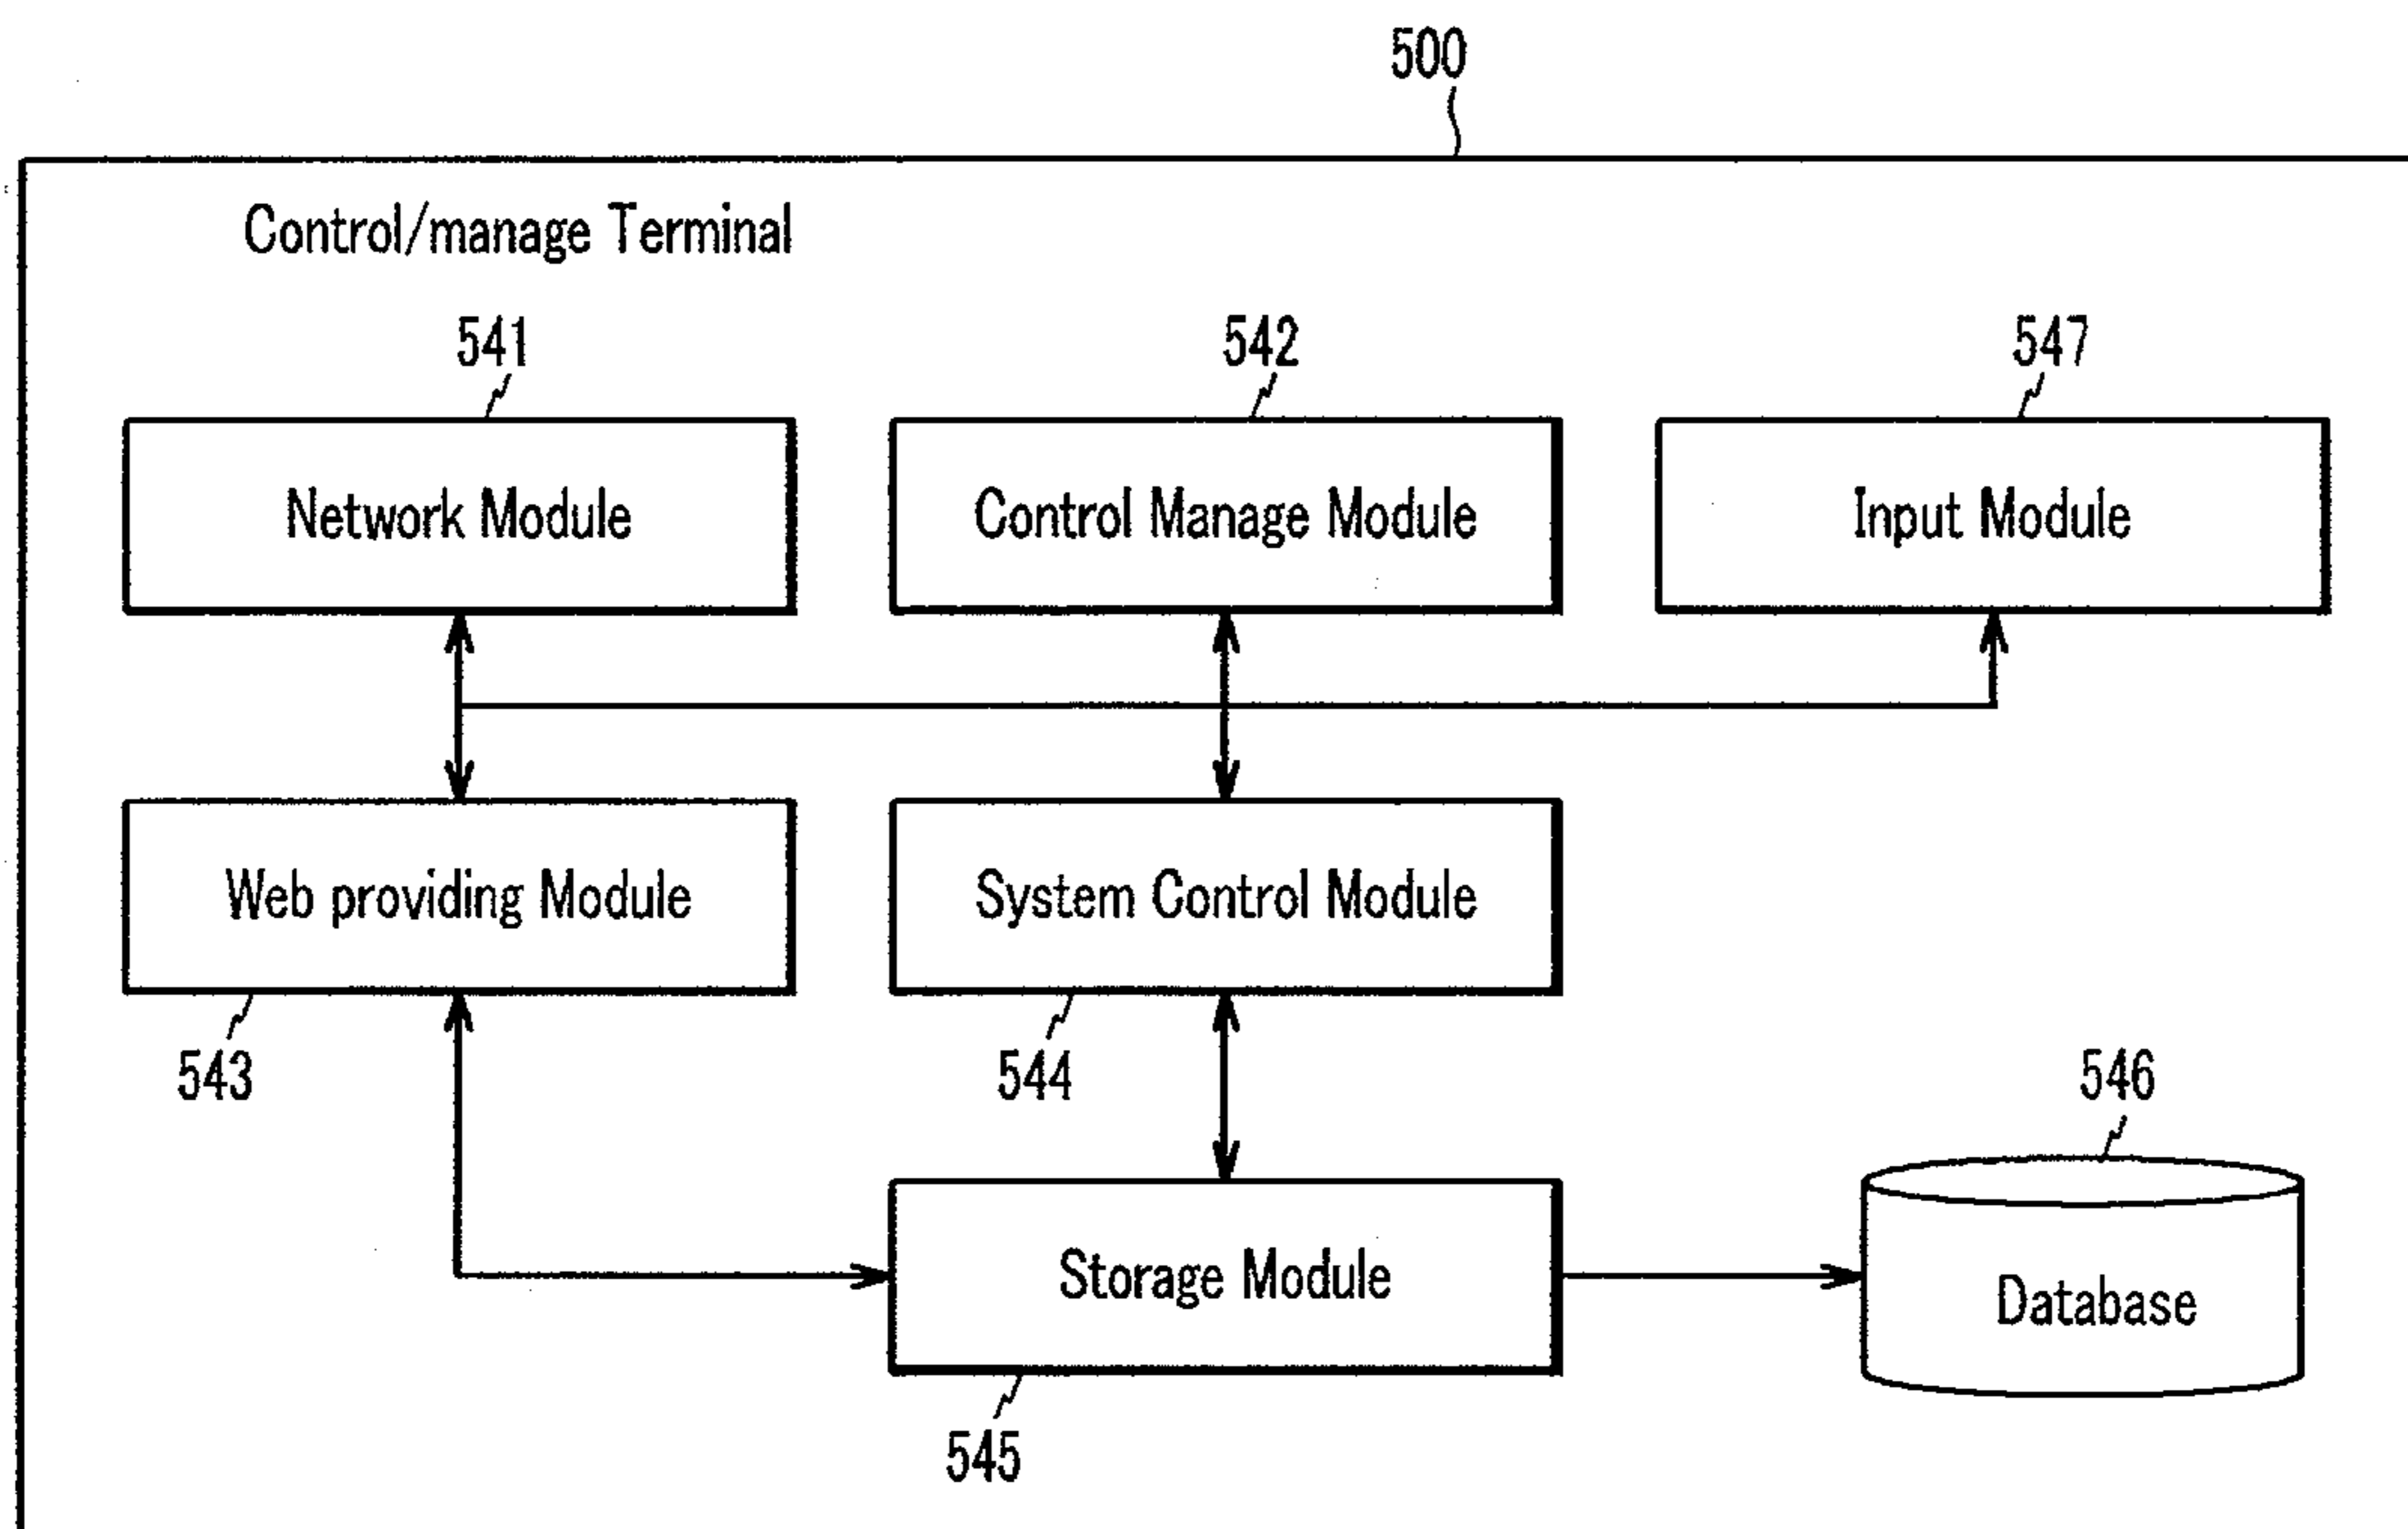 500
Control/manage Terminal
541
542
547
Network Module
Control Manage Module
Input Module
Web providing Module
System Control Module
543
544
546
Storage Module
Database
545